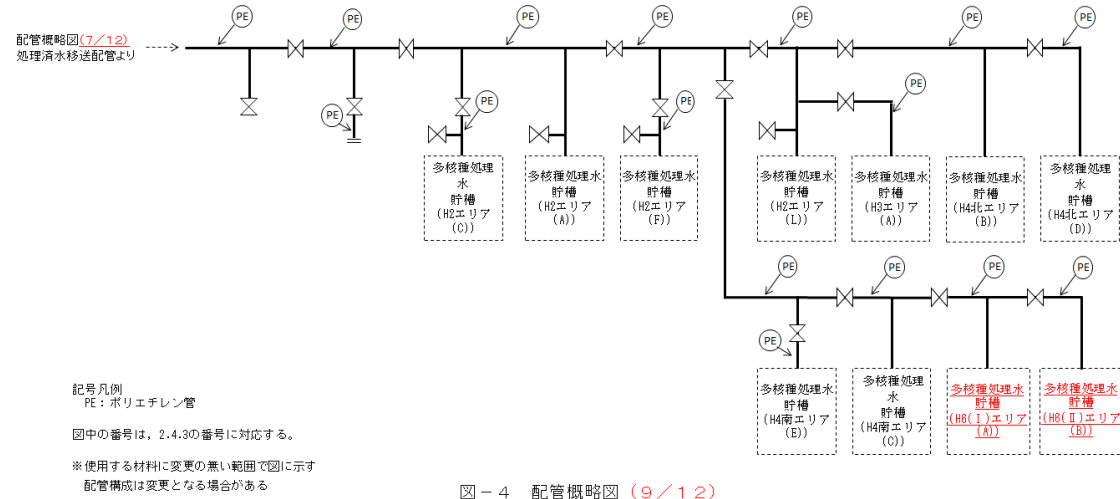 PE
PE
PE
PE
PE
PE
PE
配管概略図(7/12)
処理済水移送配管より
PE
PE
PE
PE
多核種処理
水
貯槽
(H2エリア
(C))
多核種処理水
貯槽
(H2エリア
(A))
多核種処理水
貯槽
(H2エリア
(F))
多核種処理水
貯槽
(H2エリア
(L))
多核種処理水
貯槽
(H3エリア
(A))
多核種処理水
貯槽
(H4北エリア
(B))
多核種処理
水
貯槽
(H4北エリア
(D))
PE
PE
PE
PE
PE
多核種処理水
貯槽
(H4南エリア
(E))
多核種処理
水
貯槽
(H4南エリア
(C))
多核種処理水
貯槽
(H6(Ⅰ)エリア
(A))
多核種処理水
貯槽
(H6(Ⅱ)エリア
(B))
記号凡例
PE：ポリエチレン管
図中の番号は，2.4.3の番号に対応する。
※使用する材料に変更の無い範囲で図に示す
配管構成は変更となる場合がある
図－４　配管概略図（９／１２）